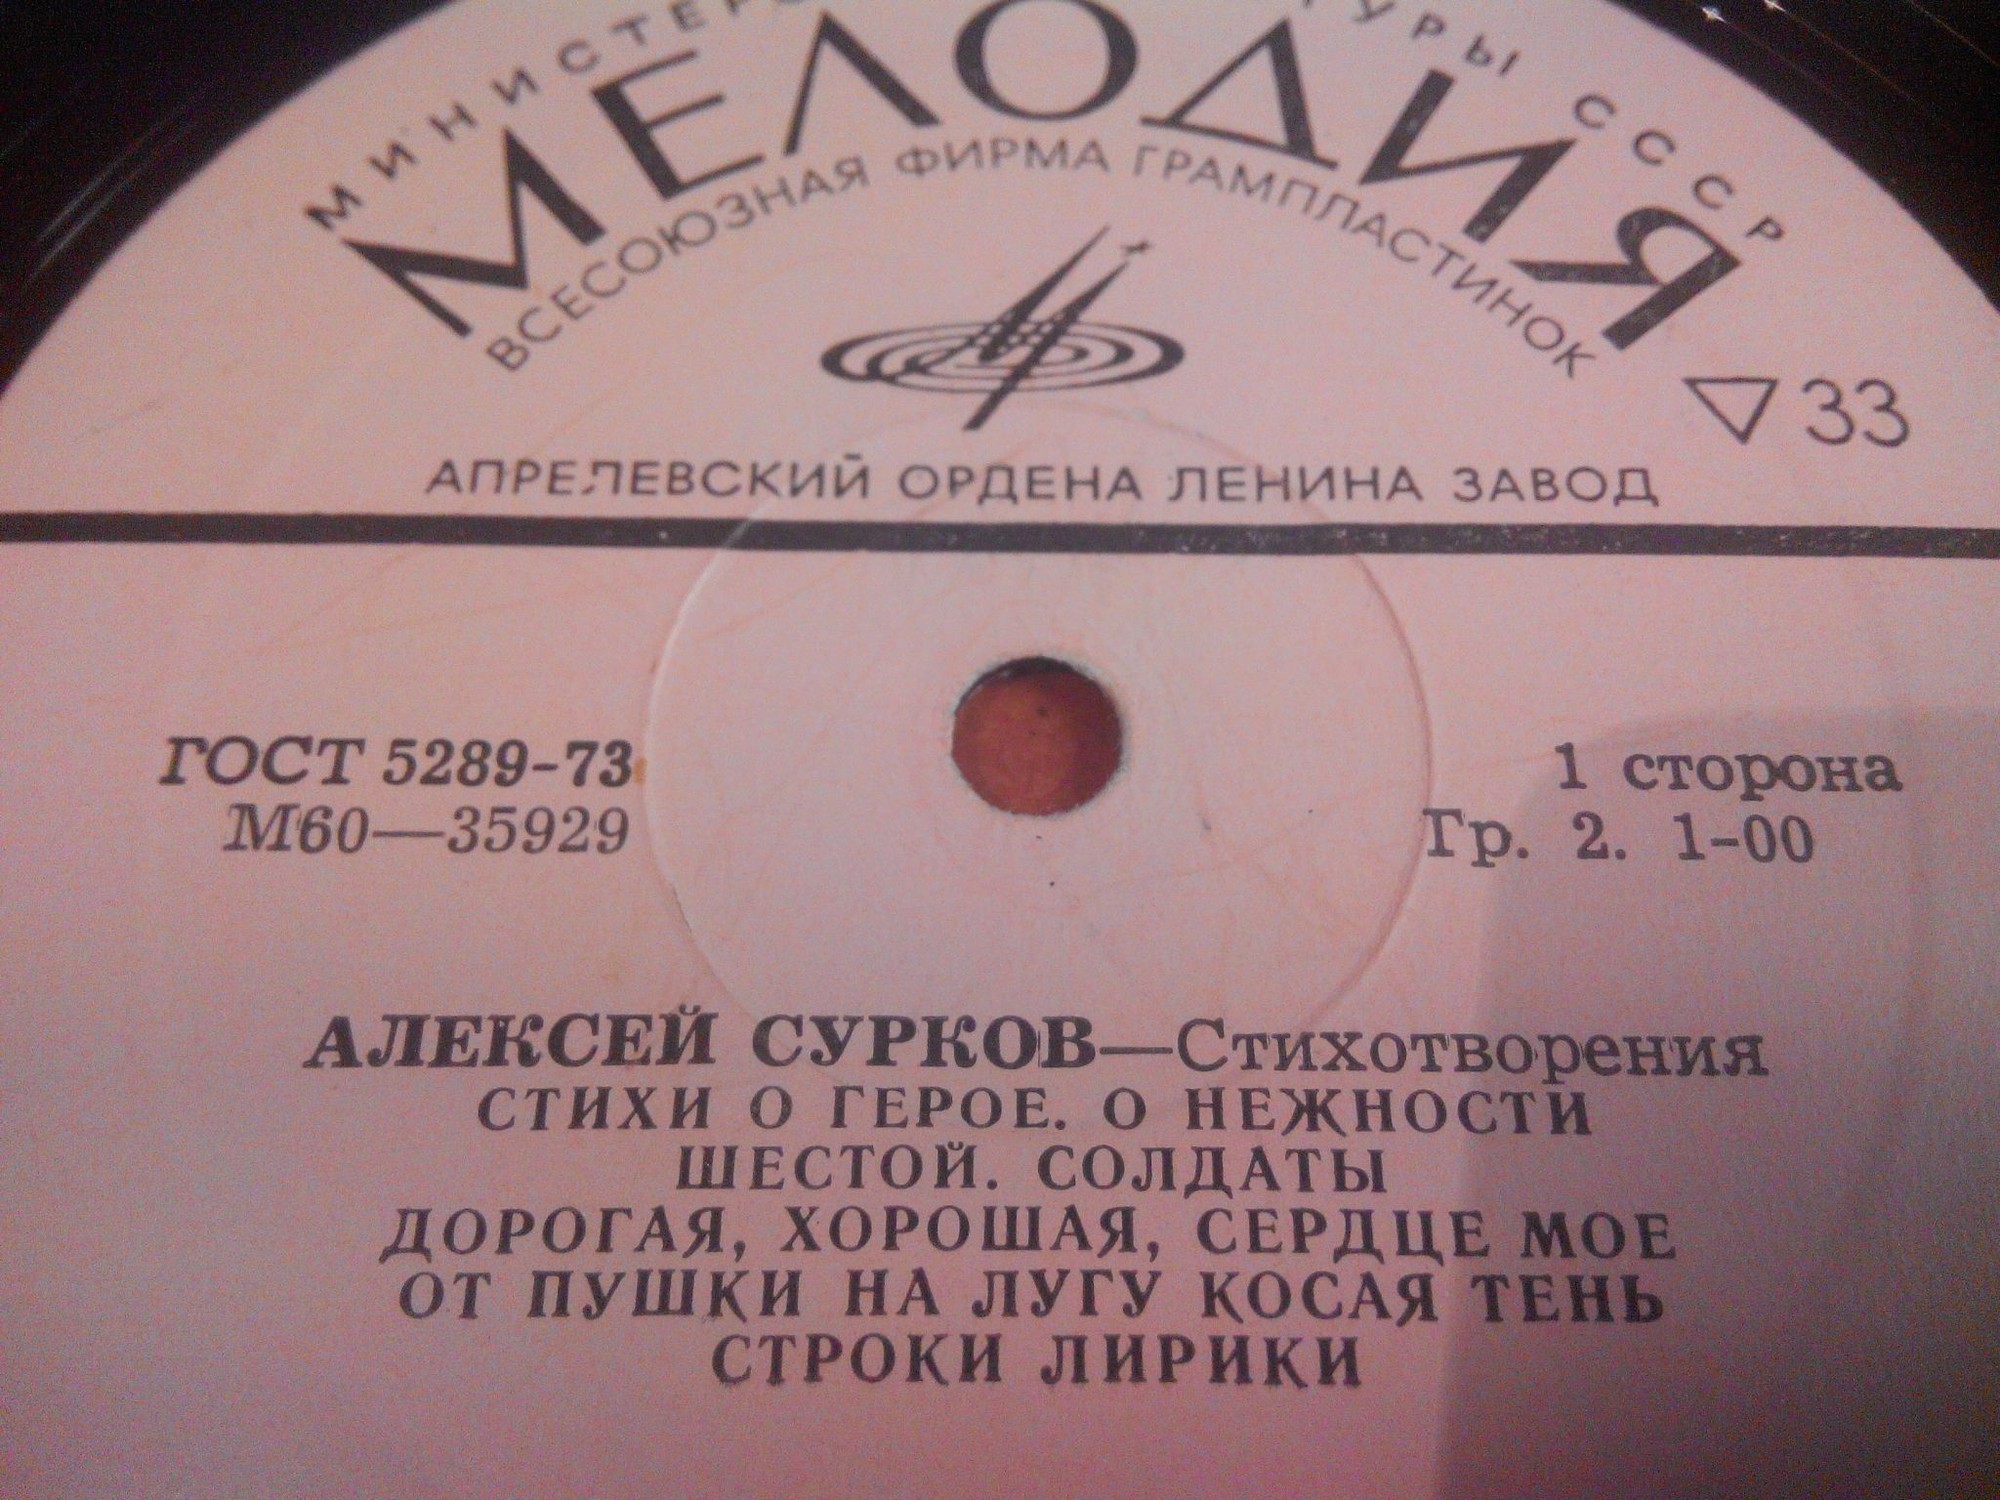 СССР
МЕЛОДИЯ
ВСЕСОЮЗНАЯ ФИРМА ГРАМПЛАСТИНОК
33
АПРЕЛЕВСКИЙ ОРДЕНА ЛЕНИНА ЗАВОД
ГОСТ 5289-73
М60—35929
1 сторона
Гр. 2. 1-00
АЛЕКСЕЙ СУРКОВ—Стихотворения
СТИХИ О ГЕРОЕ. О НЕЖНОСТИ
ШЕСТОЙ. СОЛДАТЫ
ДОРОГАЯ, ХОРОШАЯ, СЕРДЦЕ МОЕ
ОТ ПУШКИ НА ЛУГУ КОСАЯ ТЕНЬ
СТРОКИ ЛИРИКИ